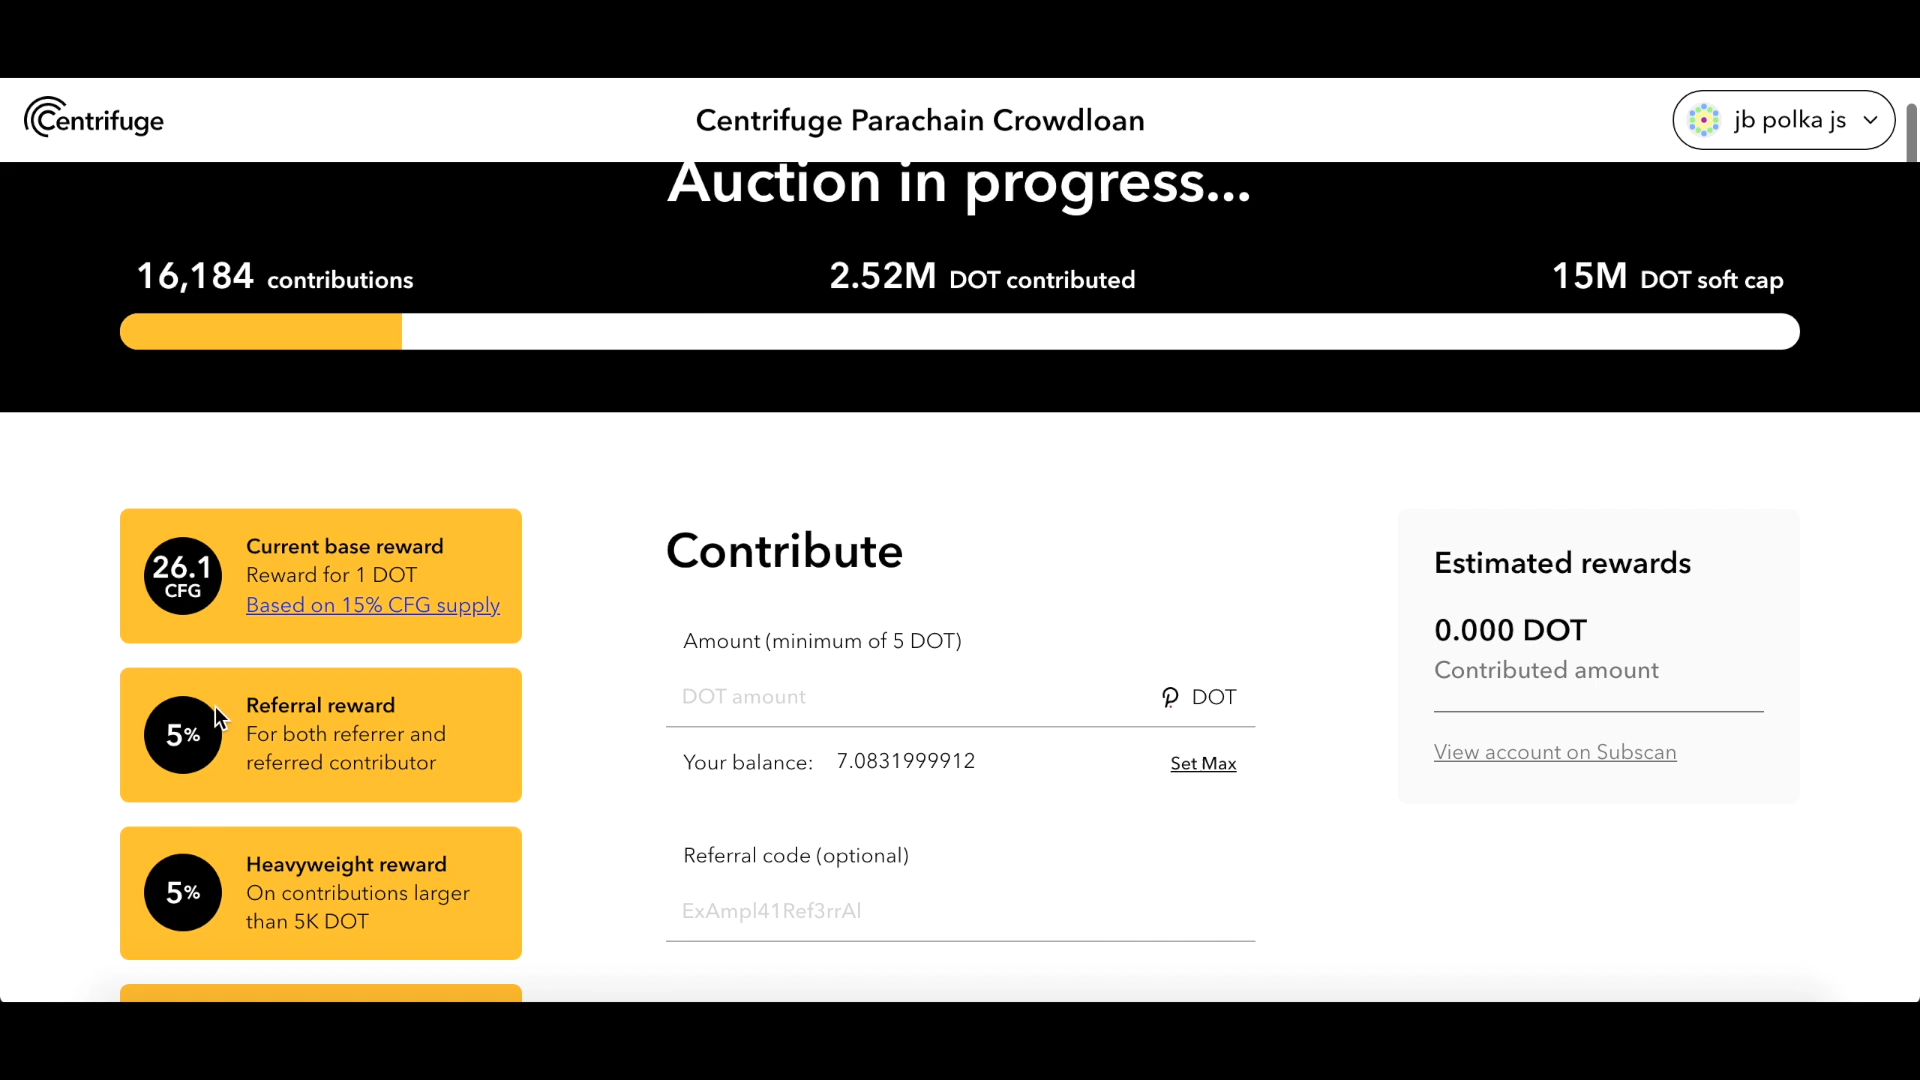 Centrifuge
Centrifuge Parachain Crowdloan
jb polka js
Auction in progress...
16,184 contributions
2.52M DOT contributed
15M DOT soft cap
26.1
CFG
Current base reward
Reward for 1 DOT
Based on 15% CFG supply
5%
Referral reward
For both referrer and
referred contributor
5%
Heavyweight reward
On contributions larger
than 5K DOT
Contribute
Amount (minimum of 5 DOT)
DOT amount
DOT
Your balance: 7.0831999912
Set Max
Referral code (optional)
ExAmpl41Ref3rrAl
Estimated rewards
0.000 DOT
Contributed amount
View account on Subscan